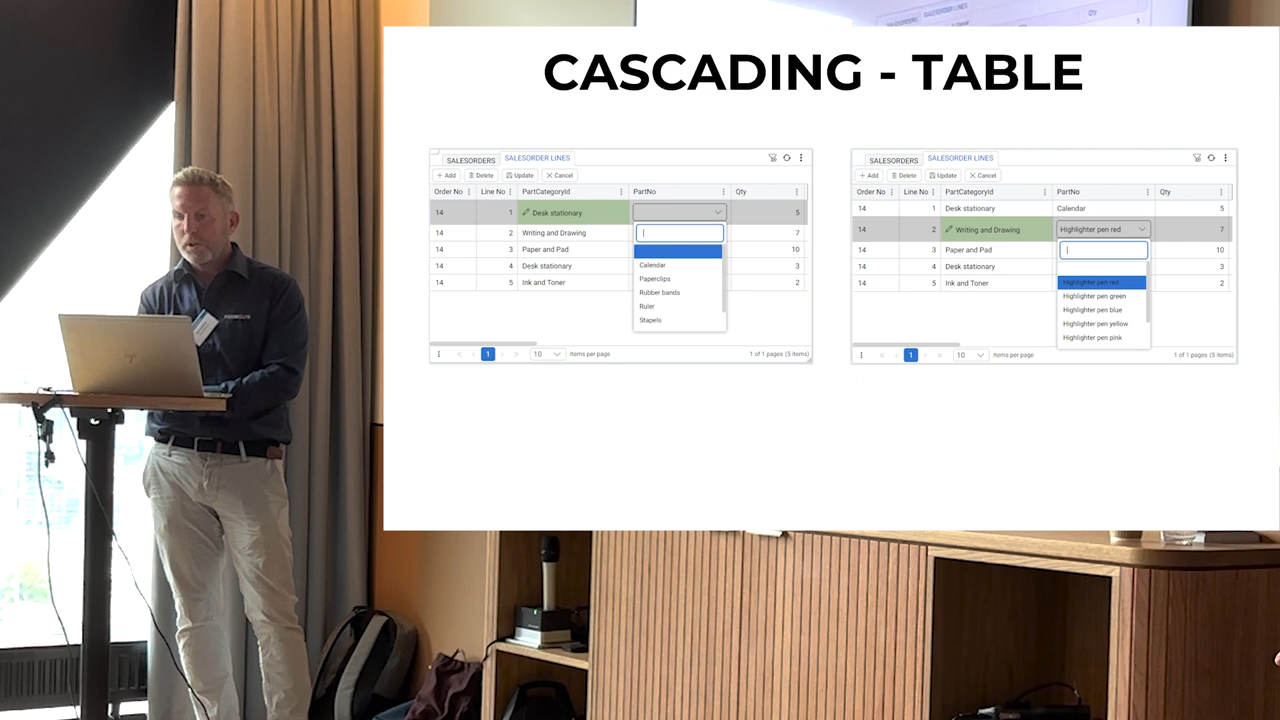 CASCADING - TABLE
SALESORDERS SALESORDER LINES
+ Add Delete Update × Cancel
Order No Line No PartCategoryId PartNo Qty
14 1 Desk stationary 5
14 2 Writing and Drawing 7
14 3 Paper and Pad 10
14 4 Desk stationary 3
14 5 Ink and Toner 2
Calendar
Paperclips
Rubber bands
Ruler
Stapels
« ‹ 1 › » 10 Items per page 1 of 1 pages (5 items)
SALESORDERS SALESORDER LINES
+ Add Delete Update × Cancel
Order No Line No PartCategoryId PartNo Qty
14 1 Desk stationary Calendar 5
14 2 Writing and Drawing Highlighter pen red 7
14 3 Paper and Pad 10
14 4 Desk stationary 3
14 5 Ink and Toner 2
Highlighter pen red
Highlighter pen green
Highlighter pen blue
Highlighter pen yellow
Highlighter pen pink
« ‹ 1 › » 10 Items per page 1 of 1 pages (5 items)